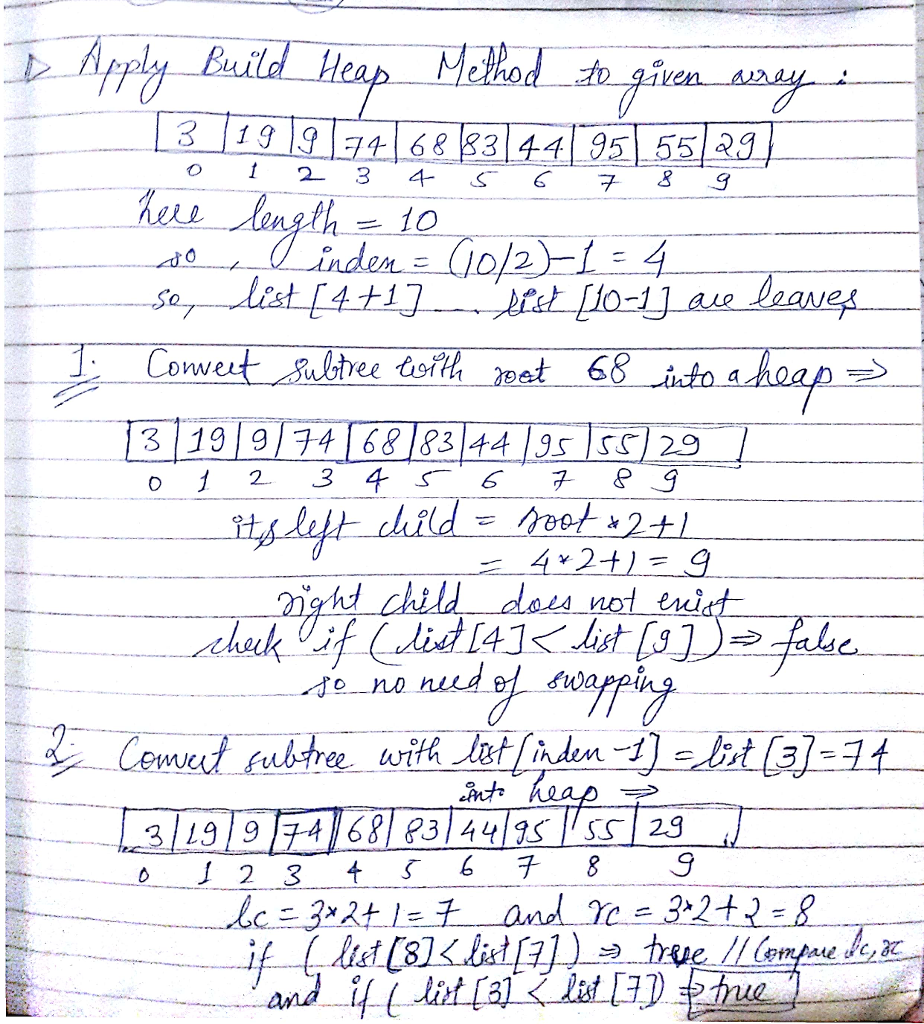 ▷ Apply Build Heap Method to given array :
3 | 19 | 9 | 74 | 68 | 83 | 44 | 95 | 55 | 29
0 1 2 3 4 5 6 7 8 9
here length = 10
so, index = (10/2)-1 = 4
so, list [4+1] ... list [10-1] are leaves
1. Convert subtree with root 68 into a heap ⇒
3 | 19 | 9 | 74 | 68 | 83 | 44 | 95 | 55 | 29
0 1 2 3 4 5 6 7 8 9
its left child = root * 2+1
= 4*2+1 = 9
right child does not exist
check if ( list [4] < list [9] ) ⇒ false
so no need of swapping
2. Convert subtree with list [index -1] = list [3] = 74
into heap ⇒
3 | 19 | 9 | 74 | 68 | 83 | 44 | 95 | 55 | 29
0 1 2 3 4 5 6 7 8 9
lc = 3*2+1 = 7 and rc = 3*2+2 = 8
if ( list [8] < list [7] ) ⇒ true // Compare lc, rc
and if ( list [3] < list [7]) ⇒ true